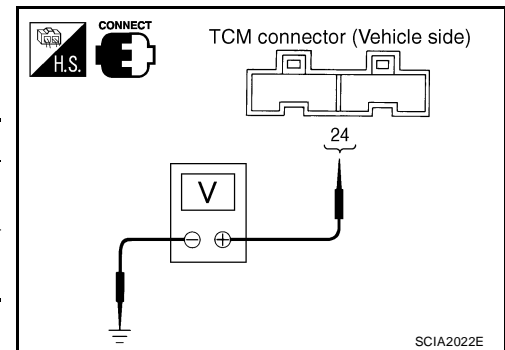 CONNECT
H.S.
TCM connector (Vehicle side)
24
V
− +
SCIA2022E